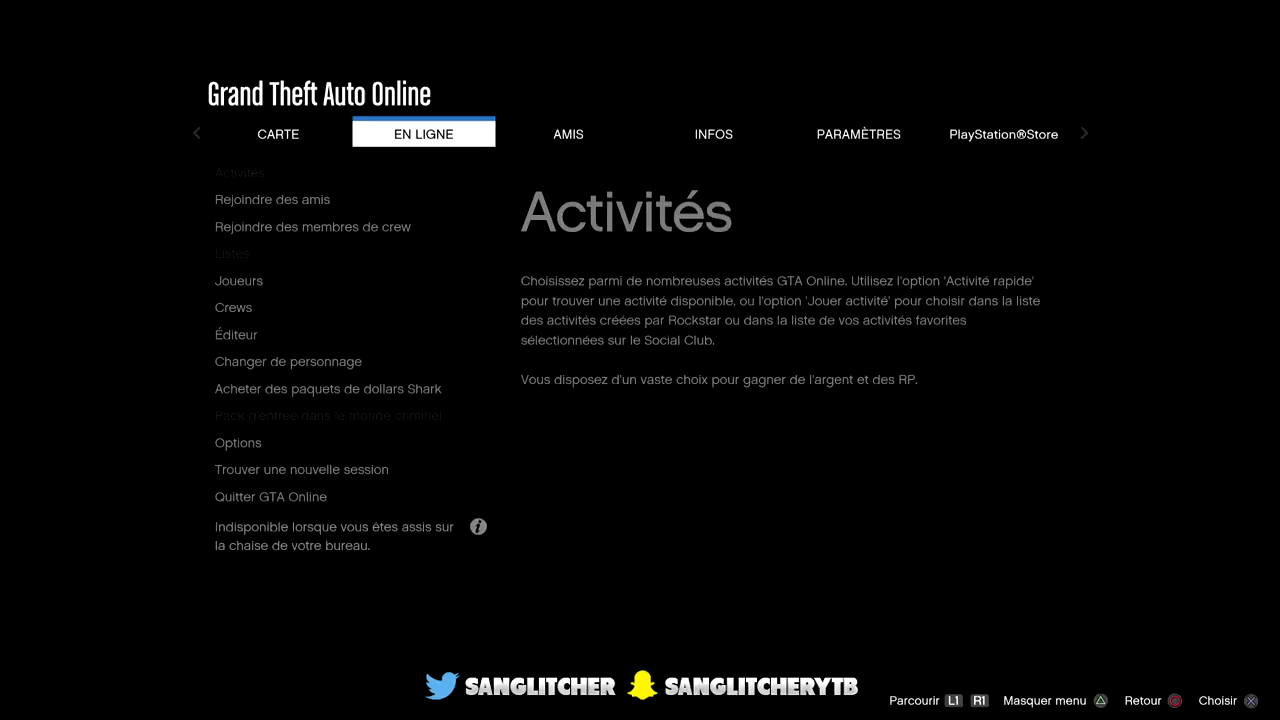 Grand Theft Auto Online
CARTE EN LIGNE AMIS INFOS PARAMÈTRES PlayStation®Store
Activités
Rejoindre des amis
Rejoindre des membres de crew
Listes
Joueurs
Crews
Éditeur
Changer de personnage
Acheter des paquets de dollars Shark
Pack d'entrée dans le monde criminel
Options
Trouver une nouvelle session
Quitter GTA Online
Indisponible lorsque vous êtes assis sur
la chaise de votre bureau.
Activités
Choisissez parmi de nombreuses activités GTA Online. Utilisez l'option 'Activité rapide'
pour trouver une activité disponible, ou l'option 'Jouer activité' pour choisir dans la liste
des activités créées par Rockstar ou dans la liste de vos activités favorites
sélectionnées sur le Social Club.
Vous disposez d'un vaste choix pour gagner de l'argent et des RP.
SANGLITCHER SANGLITCHERYTB
Parcourir L1 R1 Masquer menu Retour Choisir